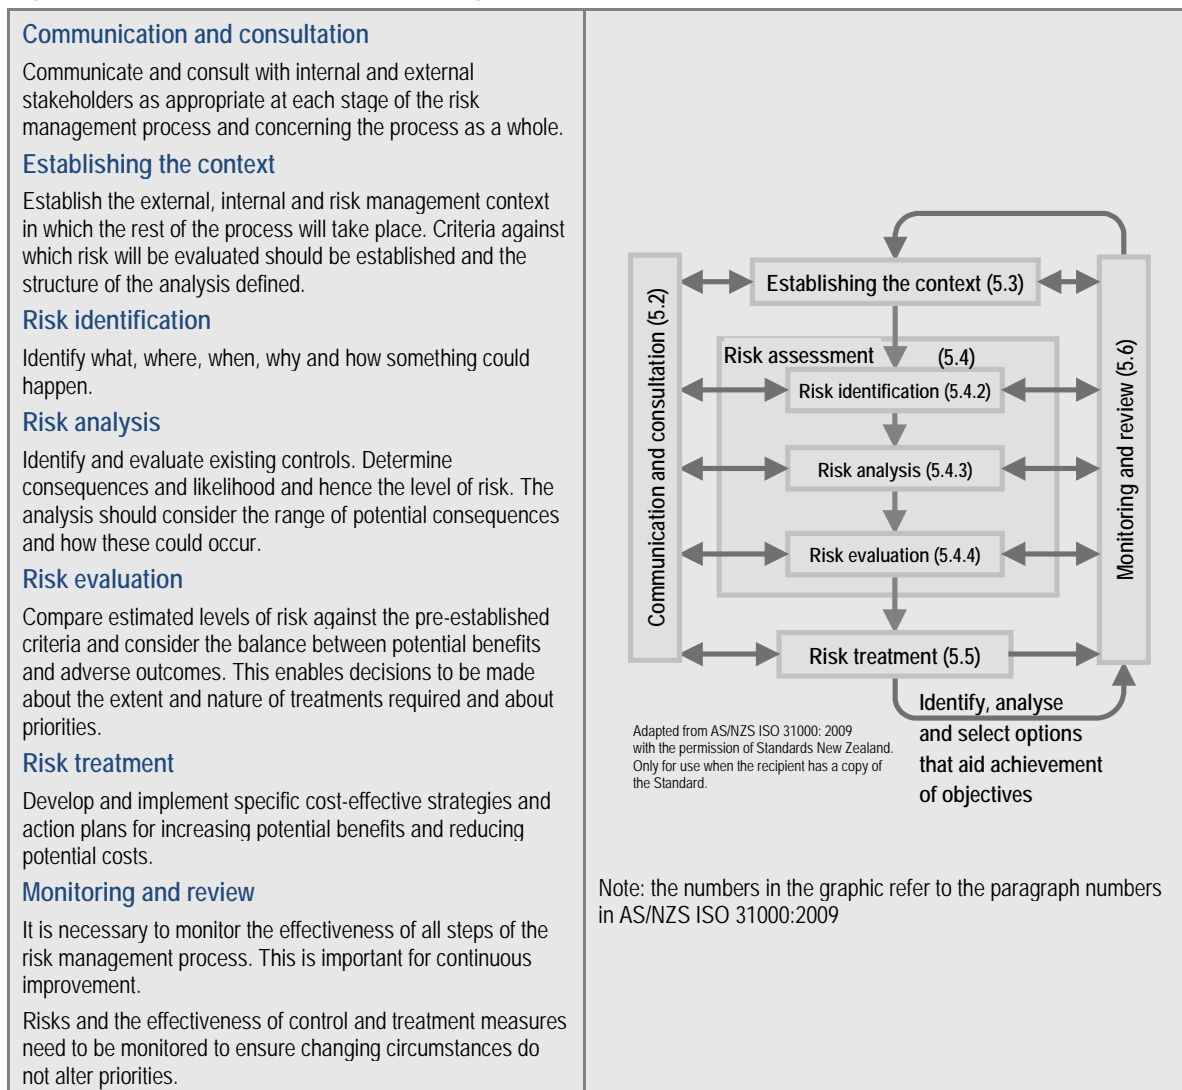 Communication and consultation
Communicate and consult with internal and external
stakeholders as appropriate at each stage of the risk
management process and concerning the process as a whole.
Establishing the context
Establish the external, internal and risk management context
in which the rest of the process will take place. Criteria against
which risk will be evaluated should be established and the
structure of the analysis defined.
Risk identification
Identify what, where, when, why and how something could
happen.
Risk analysis
Identify and evaluate existing controls. Determine
consequences and likelihood and hence the level of risk. The
analysis should consider the range of potential consequences
and how these could occur.
Risk evaluation
Compare estimated levels of risk against the pre-established
criteria and consider the balance between potential benefits
and adverse outcomes. This enables decisions to be made
about the extent and nature of treatments required and about
priorities.
Risk treatment
Develop and implement specific cost-effective strategies and
action plans for increasing potential benefits and reducing
potential costs.
Monitoring and review
It is necessary to monitor the effectiveness of all steps of the
risk management process. This is important for continuous
improvement.
Risks and the effectiveness of control and treatment measures
need to be monitored to ensure changing circumstances do
not alter priorities.
Communication and consultation (5.2)
Establishing the context (5.3)
Risk assessment (5.4)
Risk identification (5.4.2)
Risk analysis (5.4.3)
Risk evaluation (5.4.4)
Risk treatment (5.5)
Monitoring and review (5.6)
Identify, analyse
and select options
that aid achievement
of objectives
Adapted from AS/NZS ISO 31000: 2009
with the permission of Standards New Zealand.
Only for use when the recipient has a copy of
the Standard.
Note: the numbers in the graphic refer to the paragraph numbers
in AS/NZS ISO 31000:2009